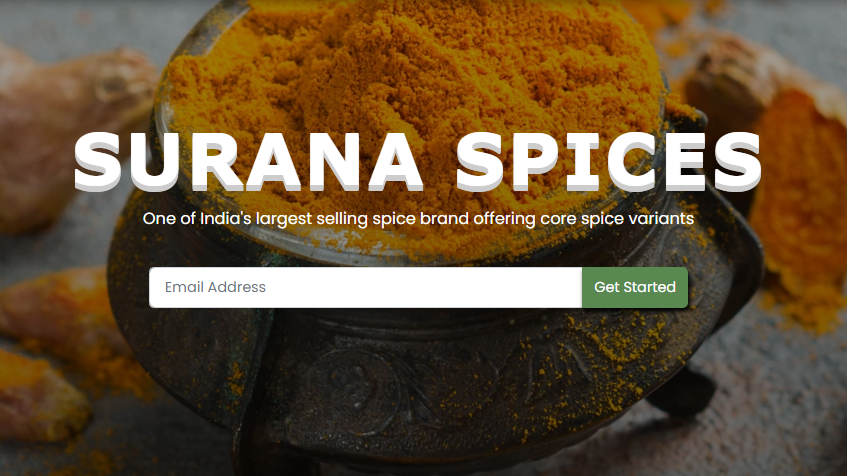 SURANA SPICES
One of India's largest selling spice brand offering core spice variants
Email Address
Get Started